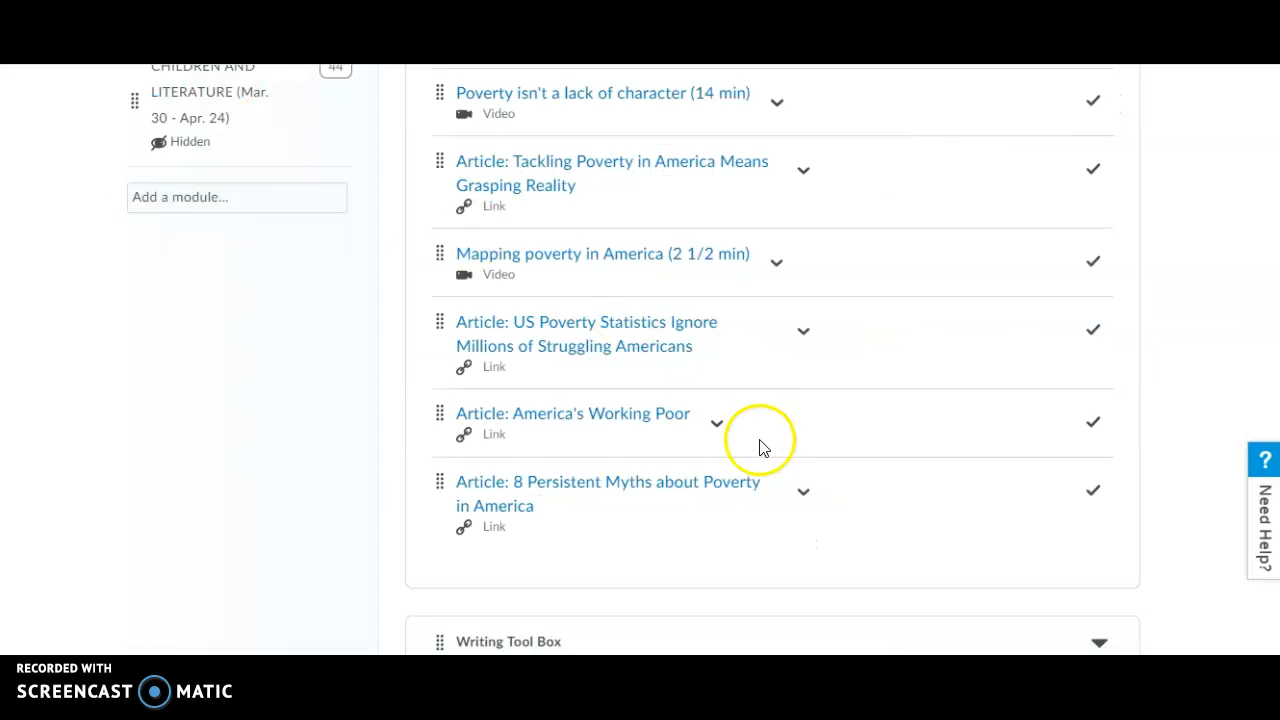 CHILDREN AND
44
LITERATURE (Mar.
30 - Apr. 24)
Hidden
Add a module...
Poverty isn't a lack of character (14 min)
Video
Article: Tackling Poverty in America Means
Grasping Reality
Link
Mapping poverty in America (2 1/2 min)
Video
Article: US Poverty Statistics Ignore
Millions of Struggling Americans
Link
Article: America's Working Poor
Link
Article: 8 Persistent Myths about Poverty
in America
Link
Writing Tool Box
? Need Help?
RECORDED WITH
SCREENCAST MATIC